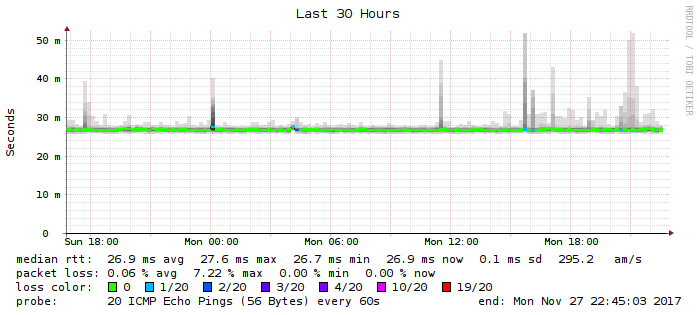 Last 30 Hours
RRDTOOL / TOBI OETIKER
Seconds
50 m
40 m
30 m
20 m
10 m
0
Sun 18:00 Mon 00:00 Mon 06:00 Mon 12:00 Mon 18:00
median rtt: 26.9 ms avg 27.6 ms max 26.7 ms min 26.9 ms now 0.1 ms sd 295.2 am/s
packet loss: 0.06 % avg 7.22 % max 0.00 % min 0.00 % now
loss color: 0 1/20 2/20 3/20 4/20 10/20 19/20
probe: 20 ICMP Echo Pings (56 Bytes) every 60s end: Mon Nov 27 22:45:03 2017